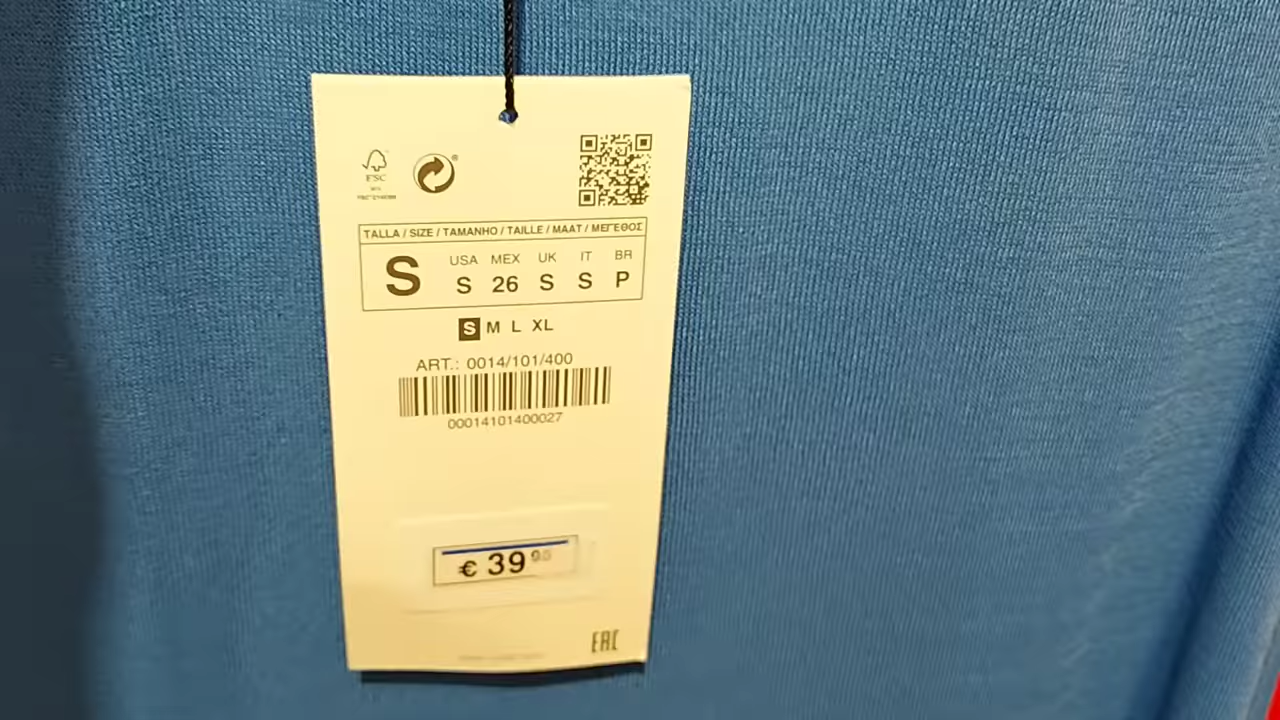 FSC
®
TALLA / SIZE / TAMANHO / TAILLE / MAAT / ΜΕΓΕΘΟΣ
USA MEX UK IT BR
S S 26 S S P
S M L XL
ART.: 0014/101/400
00014101400027
€ 39
EAC